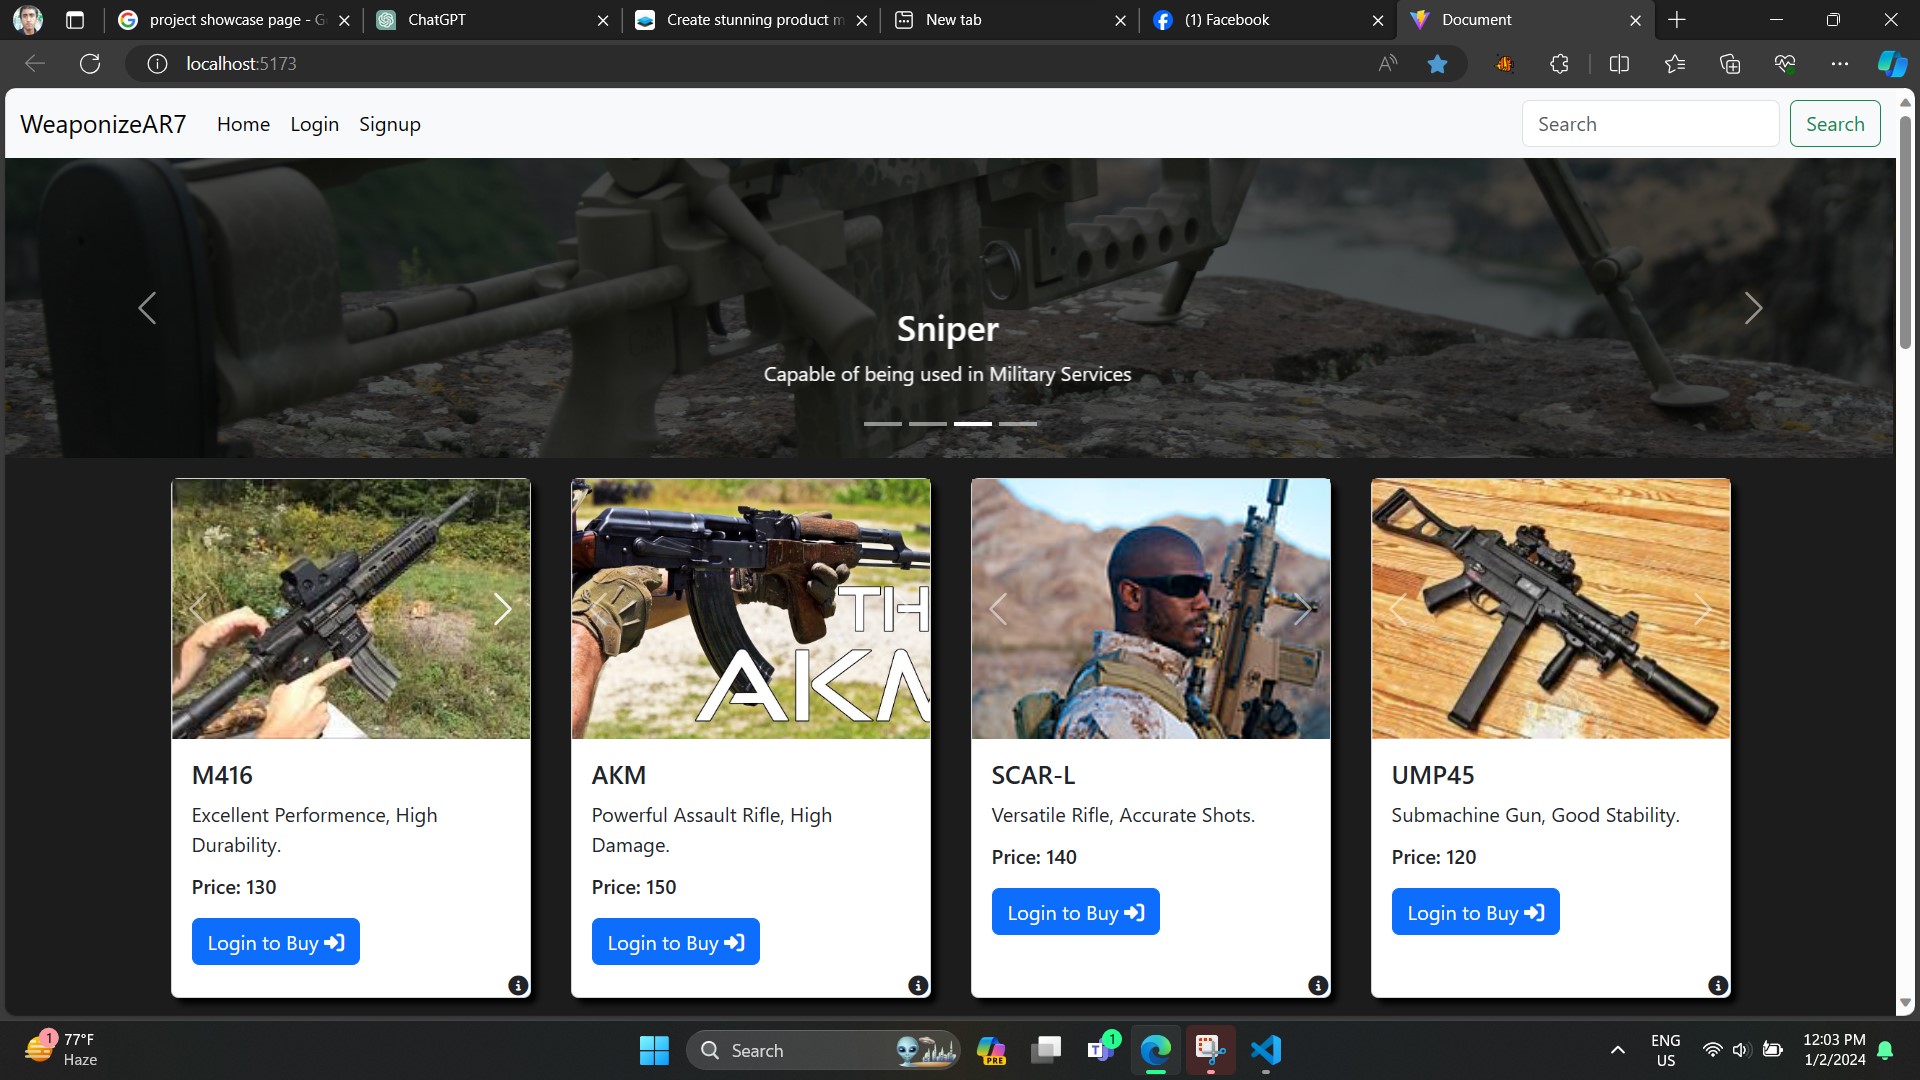 project showcase page - G
ChatGPT
Create stunning product m
New tab
(1) Facebook
Document
localhost:5173
WeaponizeAR7
Home
Login
Signup
Search
Search
Sniper
Capable of being used in Military Services
TH
AKM
M416
Excellent Performence, High
Durability.
Price: 130
Login to Buy
AKM
Powerful Assault Rifle, High
Damage.
Price: 150
Login to Buy
SCAR-L
Versatile Rifle, Accurate Shots.
Price: 140
Login to Buy
UMP45
Submachine Gun, Good Stability.
Price: 120
Login to Buy
1
77°F
Haze
Search
PRE
1
ENG
US
12:03 PM
1/2/2024